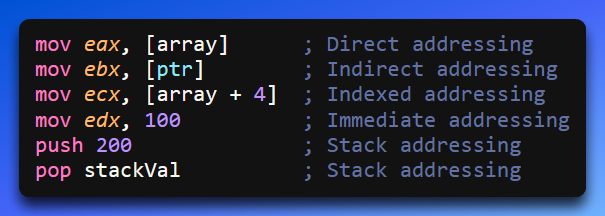 mov eax, [array]      ; Direct addressing
mov ebx, [ptr]        ; Indirect addressing
mov ecx, [array + 4]  ; Indexed addressing
mov edx, 100          ; Immediate addressing
push 200              ; Stack addressing
pop stackVal          ; Stack addressing